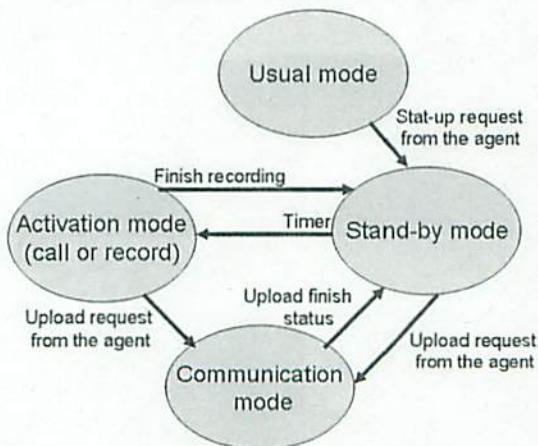 Usual mode
Stat-up request
from the agent
Finish recording
Activation mode
(call or record)
Timer
Stand-by mode
Upload request
from the agent
Upload finish
status
Upload request
from the agent
Communication
mode